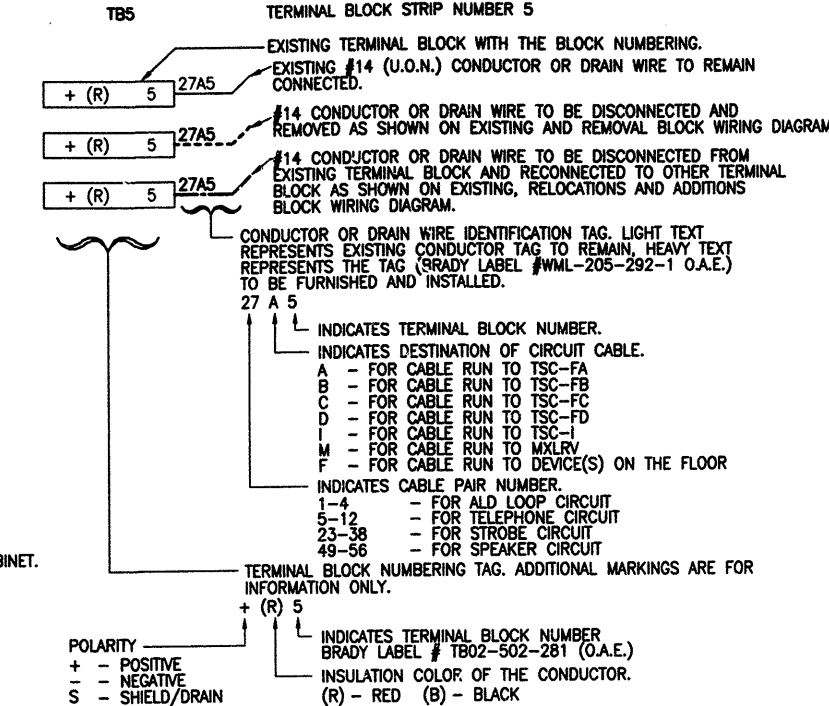 TB5 TERMINAL BLOCK STRIP NUMBER 5
EXISTING TERMINAL BLOCK WITH THE BLOCK NUMBERING.
+ (R) 5 27A5
EXISTING #14 (U.O.N.) CONDUCTOR OR DRAIN WIRE TO REMAIN
CONNECTED.
+ (R) 5 27A5
#14 CONDUCTOR OR DRAIN WIRE TO BE DISCONNECTED AND
REMOVED AS SHOWN ON EXISTING AND REMOVAL BLOCK WIRING DIAGRAM
+ (R) 5 27A5
#14 CONDUCTOR OR DRAIN WIRE TO BE DISCONNECTED FROM
EXISTING TERMINAL BLOCK AND RECONNECTED TO OTHER TERMINAL
BLOCK AS SHOWN ON EXISTING, RELOCATIONS AND ADDITIONS
BLOCK WIRING DIAGRAM.
CONDUCTOR OR DRAIN WIRE IDENTIFICATION TAG. LIGHT TEXT
REPRESENTS EXISTING CONDUCTOR TAG TO REMAIN, HEAVY TEXT
REPRESENTS THE TAG (BRADY LABEL #WML-205-292-1 O.A.E.)
TO BE FURNISHED AND INSTALLED.
27 A 5
INDICATES TERMINAL BLOCK NUMBER.
INDICATES DESTINATION OF CIRCUIT CABLE.
A - FOR CABLE RUN TO TSC-FA
B - FOR CABLE RUN TO TSC-FB
C - FOR CABLE RUN TO TSC-FC
D - FOR CABLE RUN TO TSC-FD
I - FOR CABLE RUN TO TSC-I
M - FOR CABLE RUN TO MXLRV
F - FOR CABLE RUN TO DEVICE(S) ON THE FLOOR
INDICATES CABLE PAIR NUMBER.
1-4 - FOR ALD LOOP CIRCUIT
5-12 - FOR TELEPHONE CIRCUIT
23-38 - FOR STROBE CIRCUIT
49-56 - FOR SPEAKER CIRCUIT
BINET.
TERMINAL BLOCK NUMBERING TAG. ADDITIONAL MARKINGS ARE FOR
INFORMATION ONLY.
+ (R) 5
INDICATES TERMINAL BLOCK NUMBER
BRADY LABEL # TB02-502-281 (O.A.E.)
INSULATION COLOR OF THE CONDUCTOR.
(R) - RED (B) - BLACK
POLARITY
+ - POSITIVE
- - NEGATIVE
S - SHIELD/DRAIN